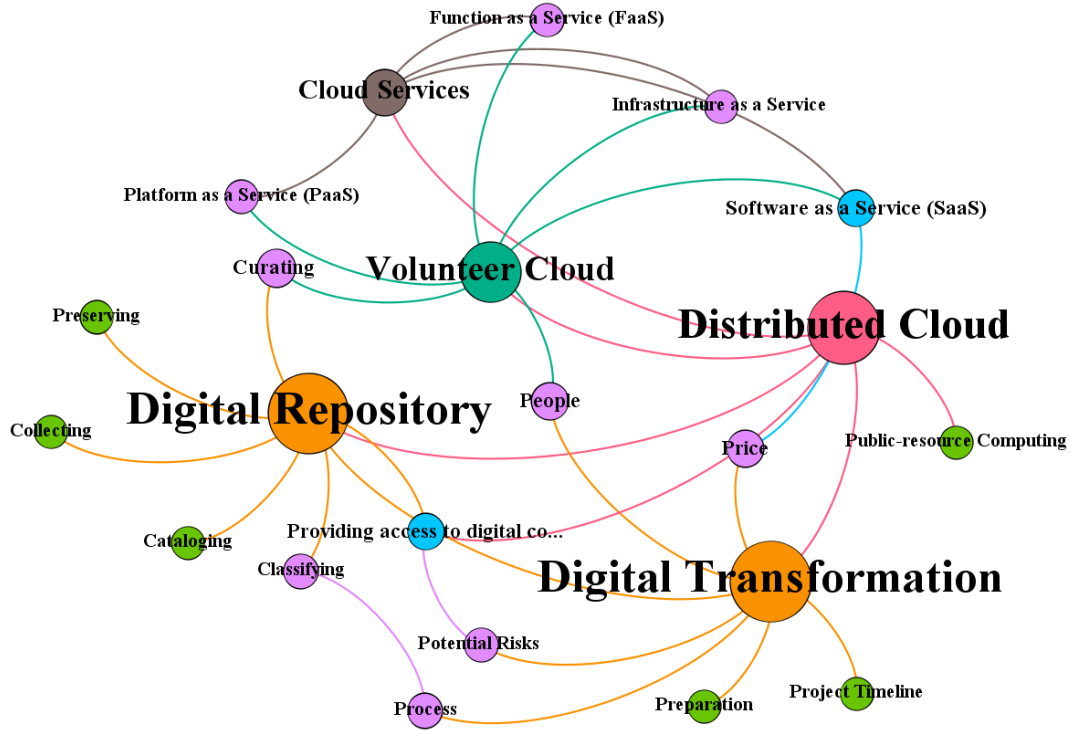 Function as a Service (FaaS)
Cloud Services
Infrastructure as a Service
Platform as a Service (PaaS)
Software as a Service (SaaS)
Curating
Volunteer Cloud
Preserving
Distributed Cloud
People
Digital Repository
Collecting
Public-resource Computing
Price
Providing access to digital co...
Cataloging
Classifying
Digital Transformation
Potential Risks
Project Timeline
Preparation
Process